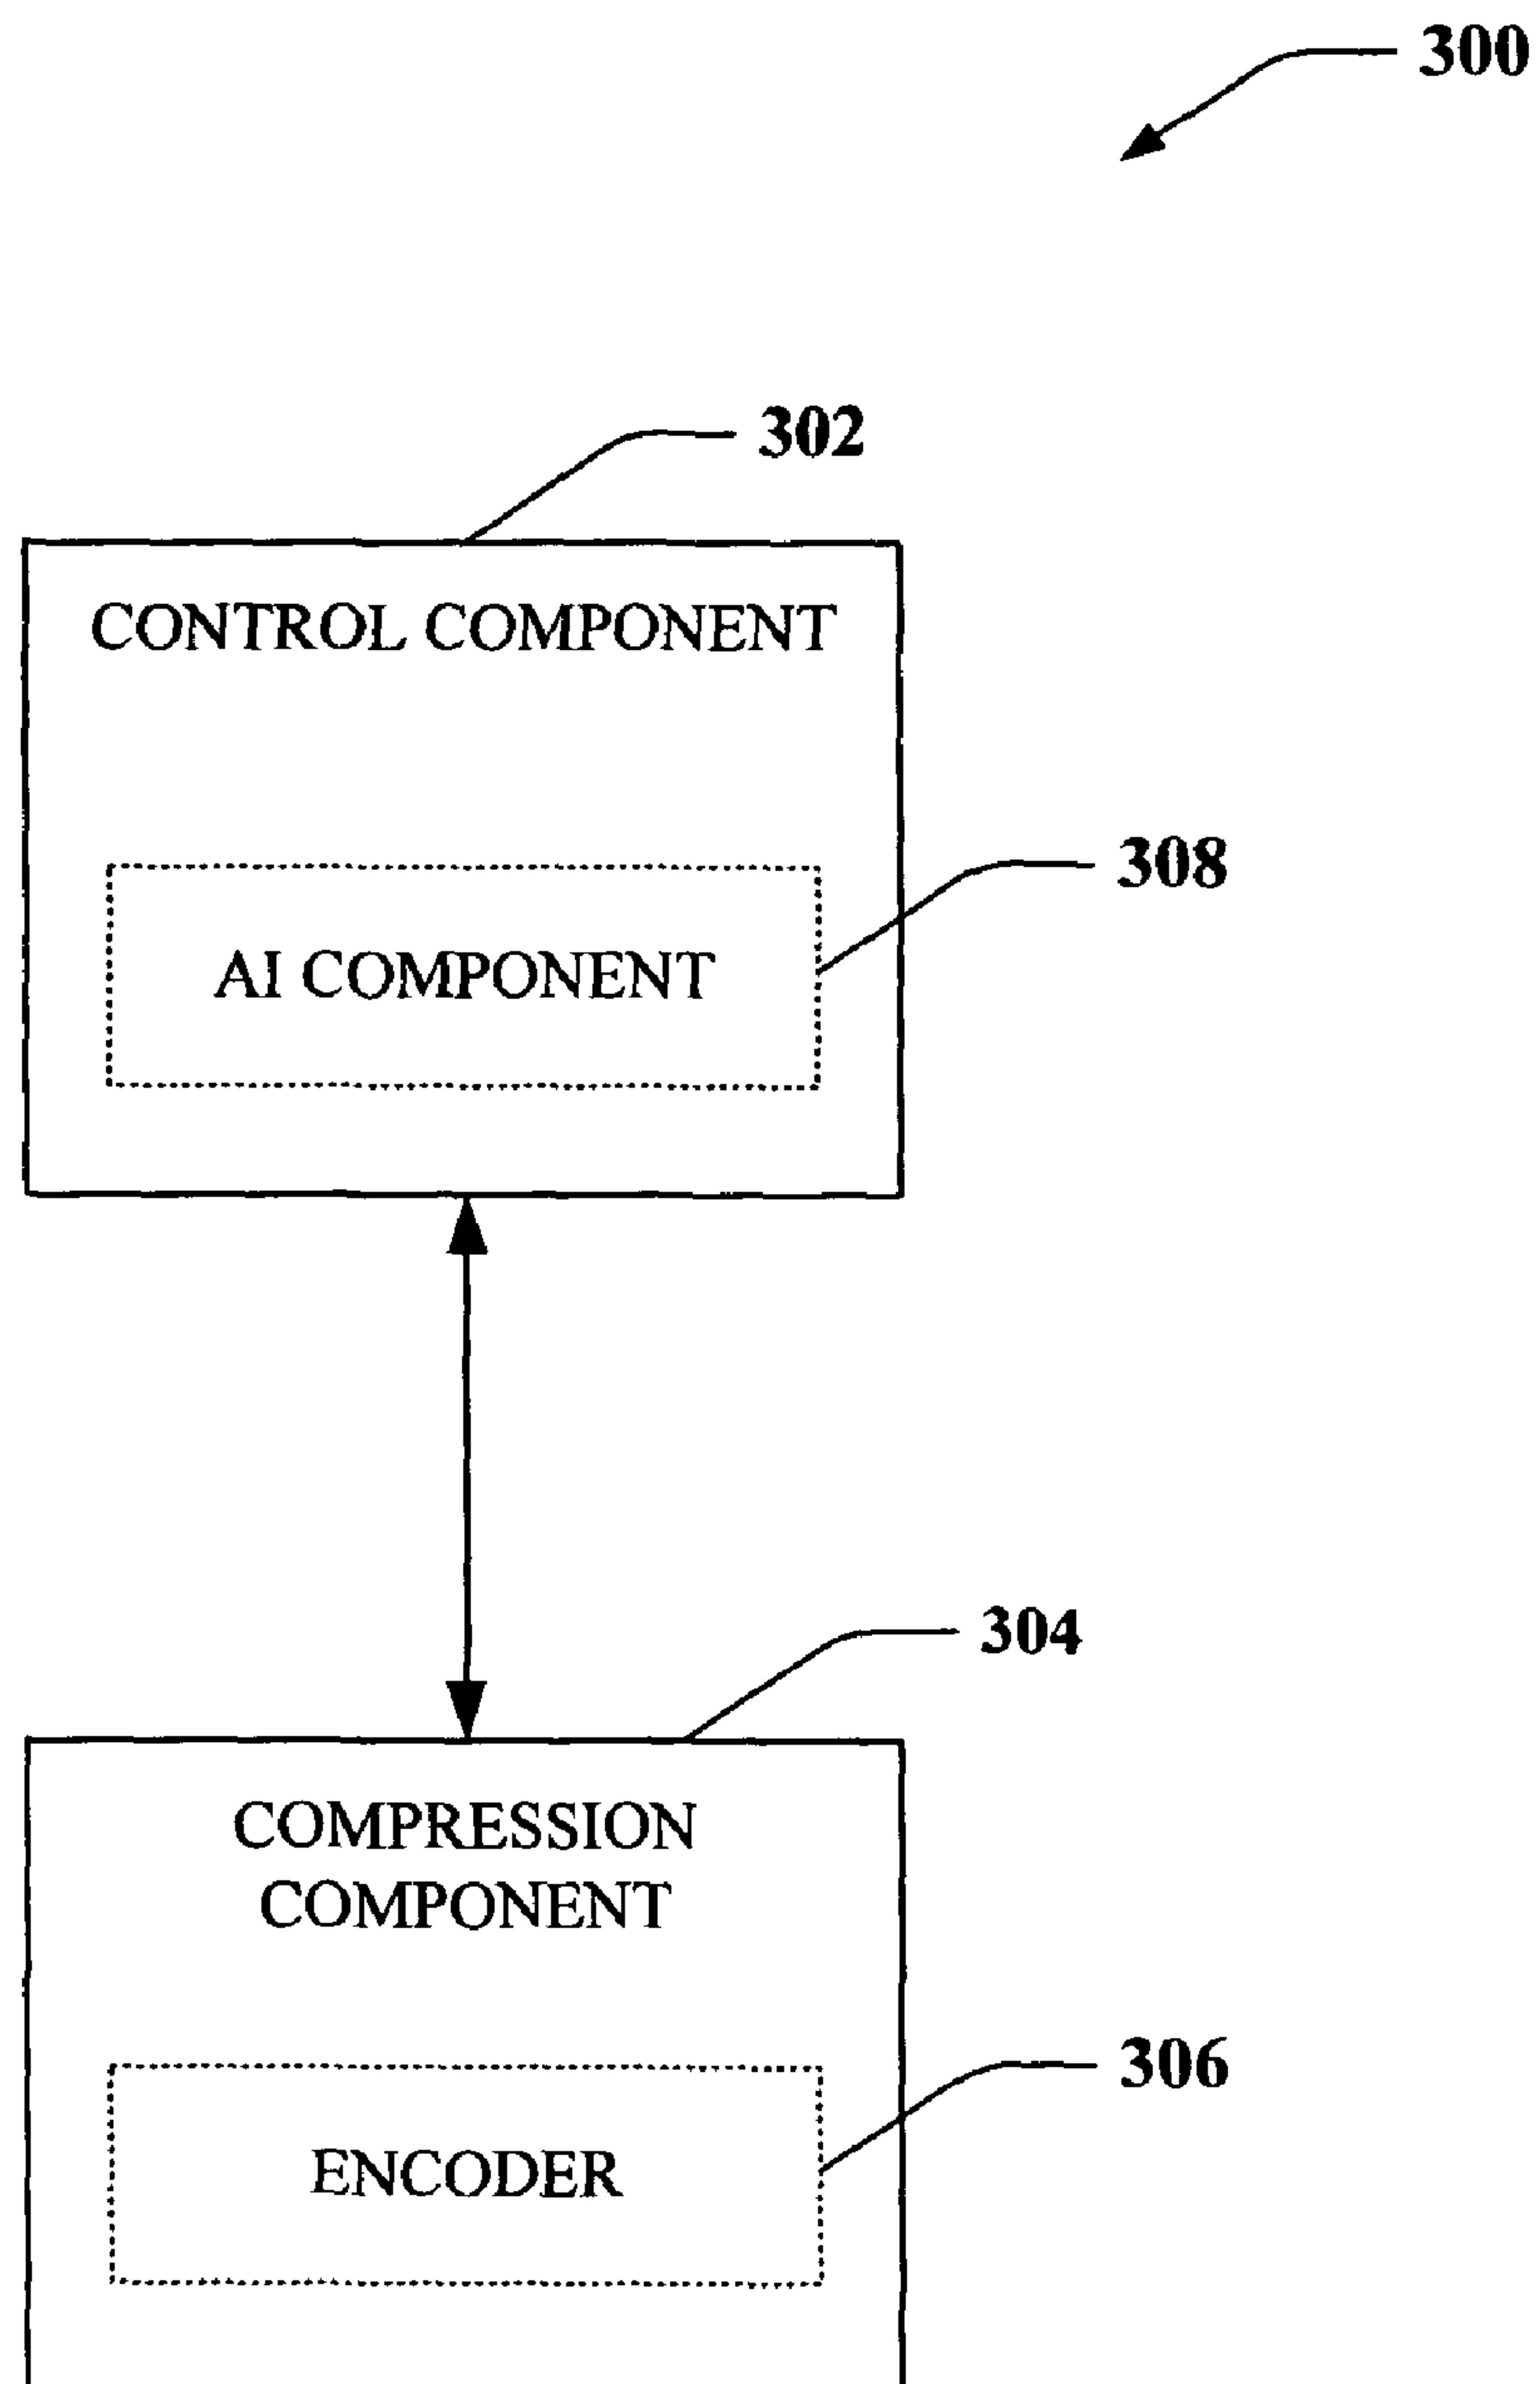 300
302
CONTROL COMPONENT
308
AI COMPONENT
304
COMPRESSION
COMPONENT
306
ENCODER